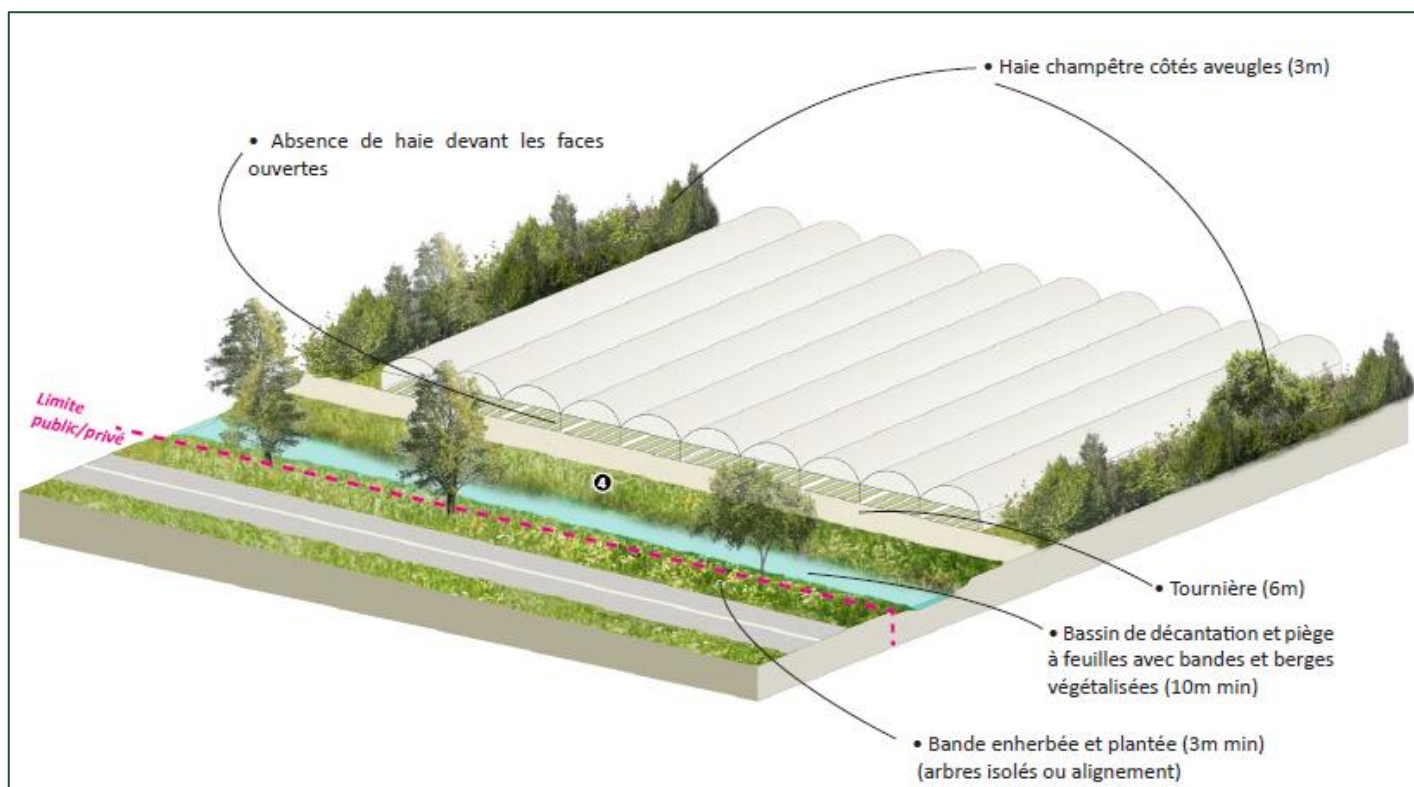 • Haie champêtre côtés aveugles (3m)
• Absence de haie devant les faces
ouvertes
Limite
public/privé
4
• Tournière (6m)
• Bassin de décantation et piège
à feuilles avec bandes et berges
végétalisées (10m min)
• Bande enherbée et plantée (3m min)
(arbres isolés ou alignement)